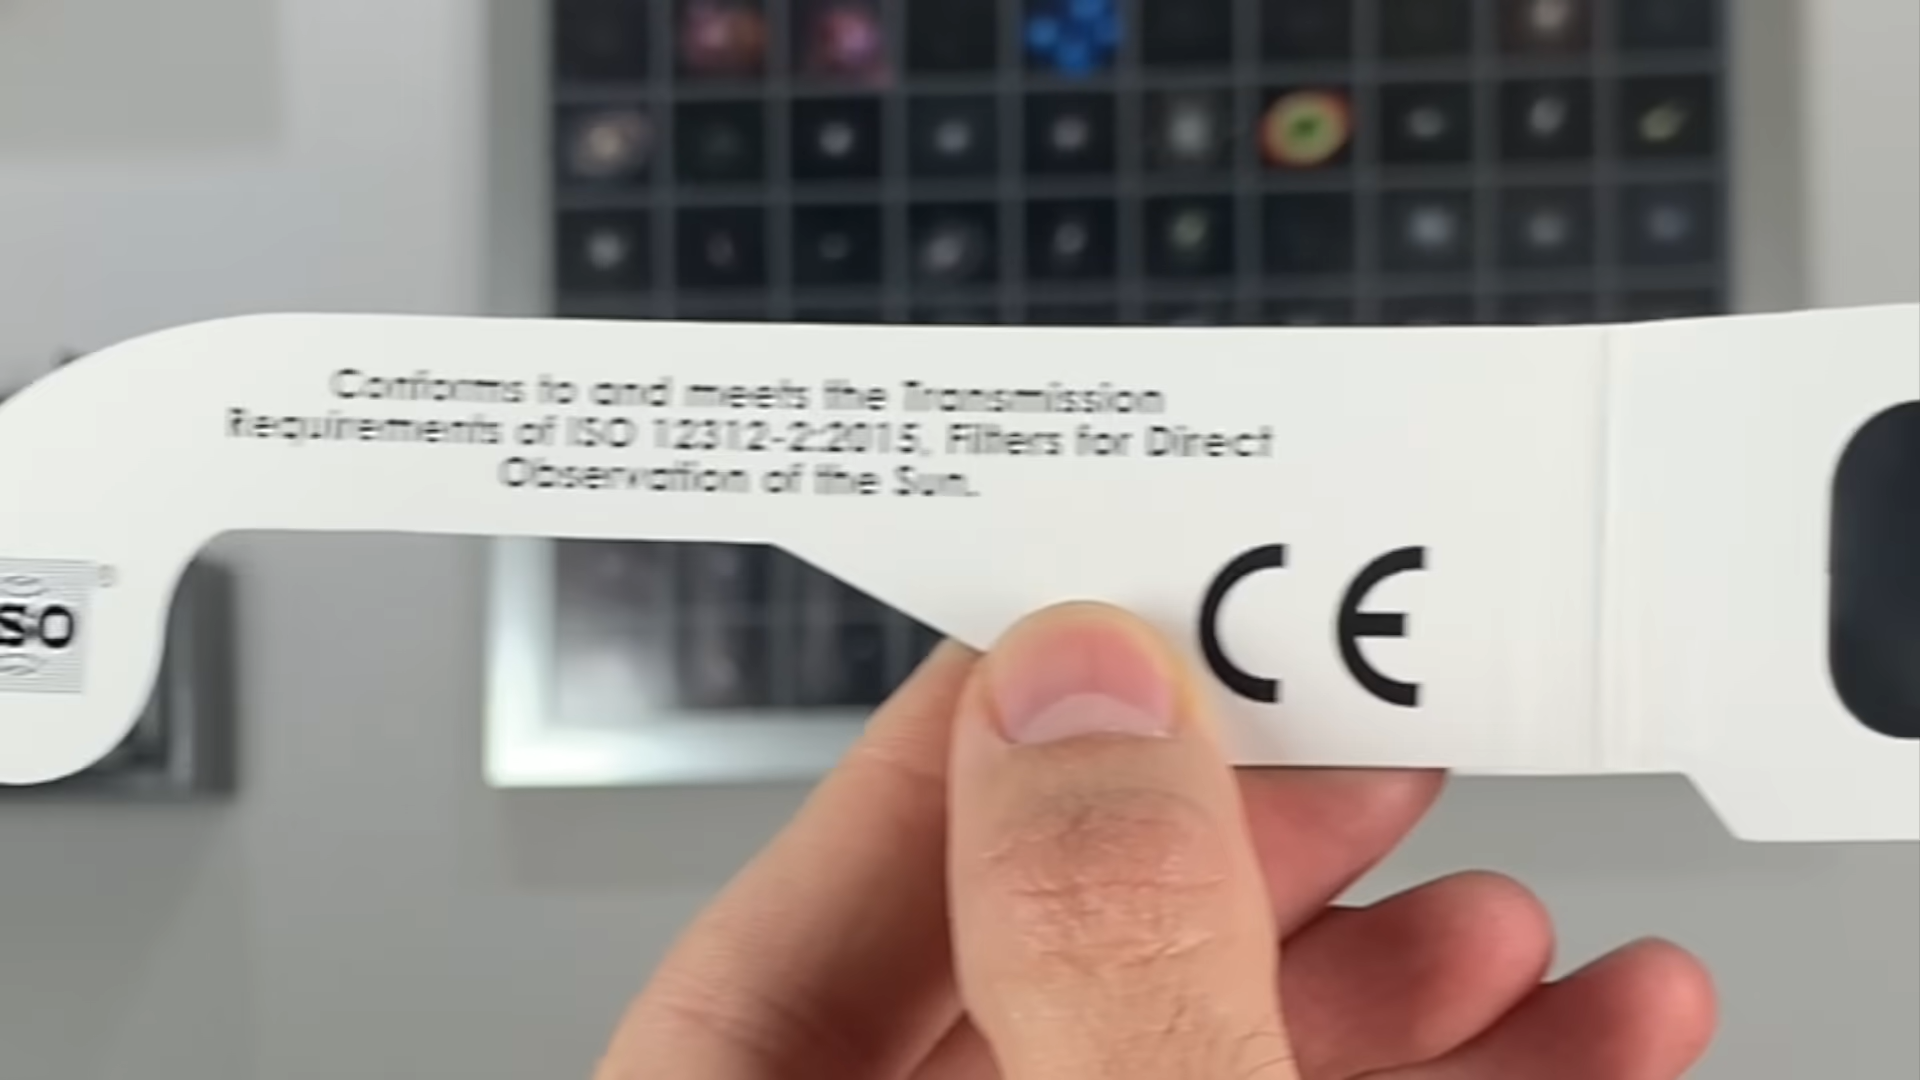 Conforms to and meets the Transmission
Requirements of ISO 12312-2:2015, Filters for Direct
Observation of the Sun.
SO
CE